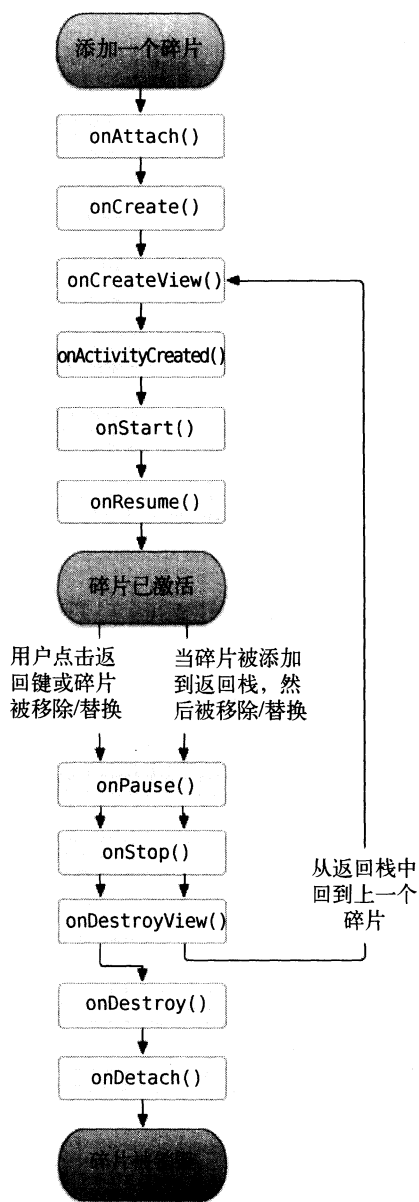 添加一个碎片
onAttach()
onCreate()
onCreateView()
onActivityCreated()
onStart()
onResume()
碎片已激活
用户点击返
回键或碎片
被移除/替换
当碎片被添加
到返回栈，然
后被移除/替换
onPause()
onStop()
onDestroyView()
从返回栈中
回到上一个
碎片
onDestroy()
onDetach()
碎片被